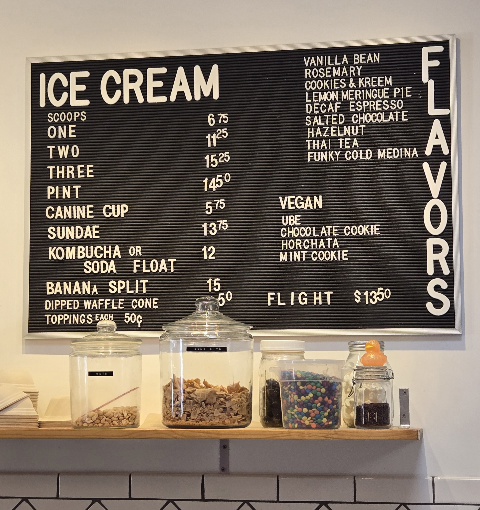 ICE CREAM
SCOOPS
ONE 6 75
TWO 11 25
THREE 15 25
PINT 14 50
CANINE CUP 5 75
SUNDAE 13 75
KOMBUCHA OR
SODA FLOAT 12
BANANA SPLIT 15
DIPPED WAFFLE CONE 50
TOPPINGS EACH 50¢
FLAVORS
VANILLA BEAN
ROSEMARY
COOKIES & KREEM
LEMON MERINGUE PIE
DECAF ESPRESSO
SALTED CHOCOLATE
HAZELNUT
THAI TEA
FUNKY COLD MEDINA
VEGAN
UBE
CHOCOLATE COOKIE
HORCHATA
MINT COOKIE
FLIGHT $13 50